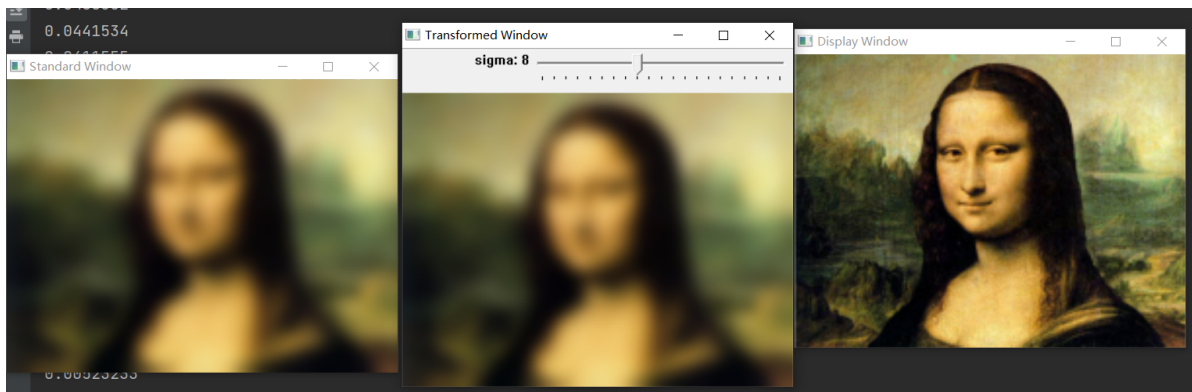 0.0441534
Standard Window
Transformed Window
sigma: 8
Display Window
0.00523233